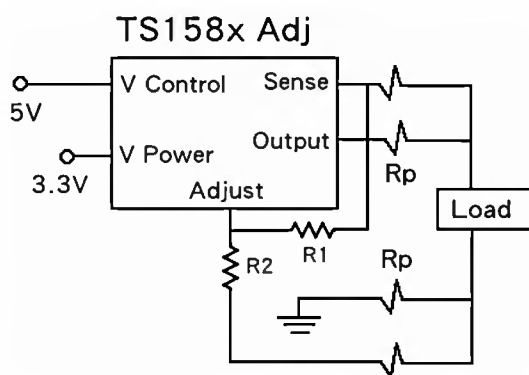 TS158x Adj
V Control
Sense
5V
Output
V Power
3.3V
Adjust
Rp
Load
R1
R2
Rp